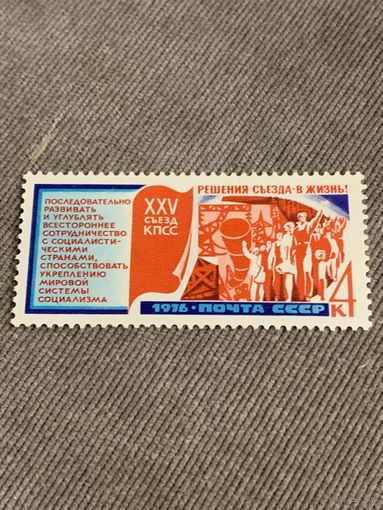 ПОСЛЕДОВАТЕЛЬНО
РАЗВИВАТЬ
И УГЛУБЛЯТЬ
ВСЕСТОРОННЕЕ
СОТРУДНИЧЕСТВО
С СОЦИАЛИСТИ-
ЧЕСКИМИ
СТРАНАМИ,
СПОСОБСТВОВАТЬ
УКРЕПЛЕНИЮ
МИРОВОЙ
СИСТЕМЫ
СОЦИАЛИЗМА
XXV
СЪЕЗД
КПСС
РЕШЕНИЯ СЪЕЗДА-В ЖИЗНЬ!
1976·ПОЧТА СССР
4
К